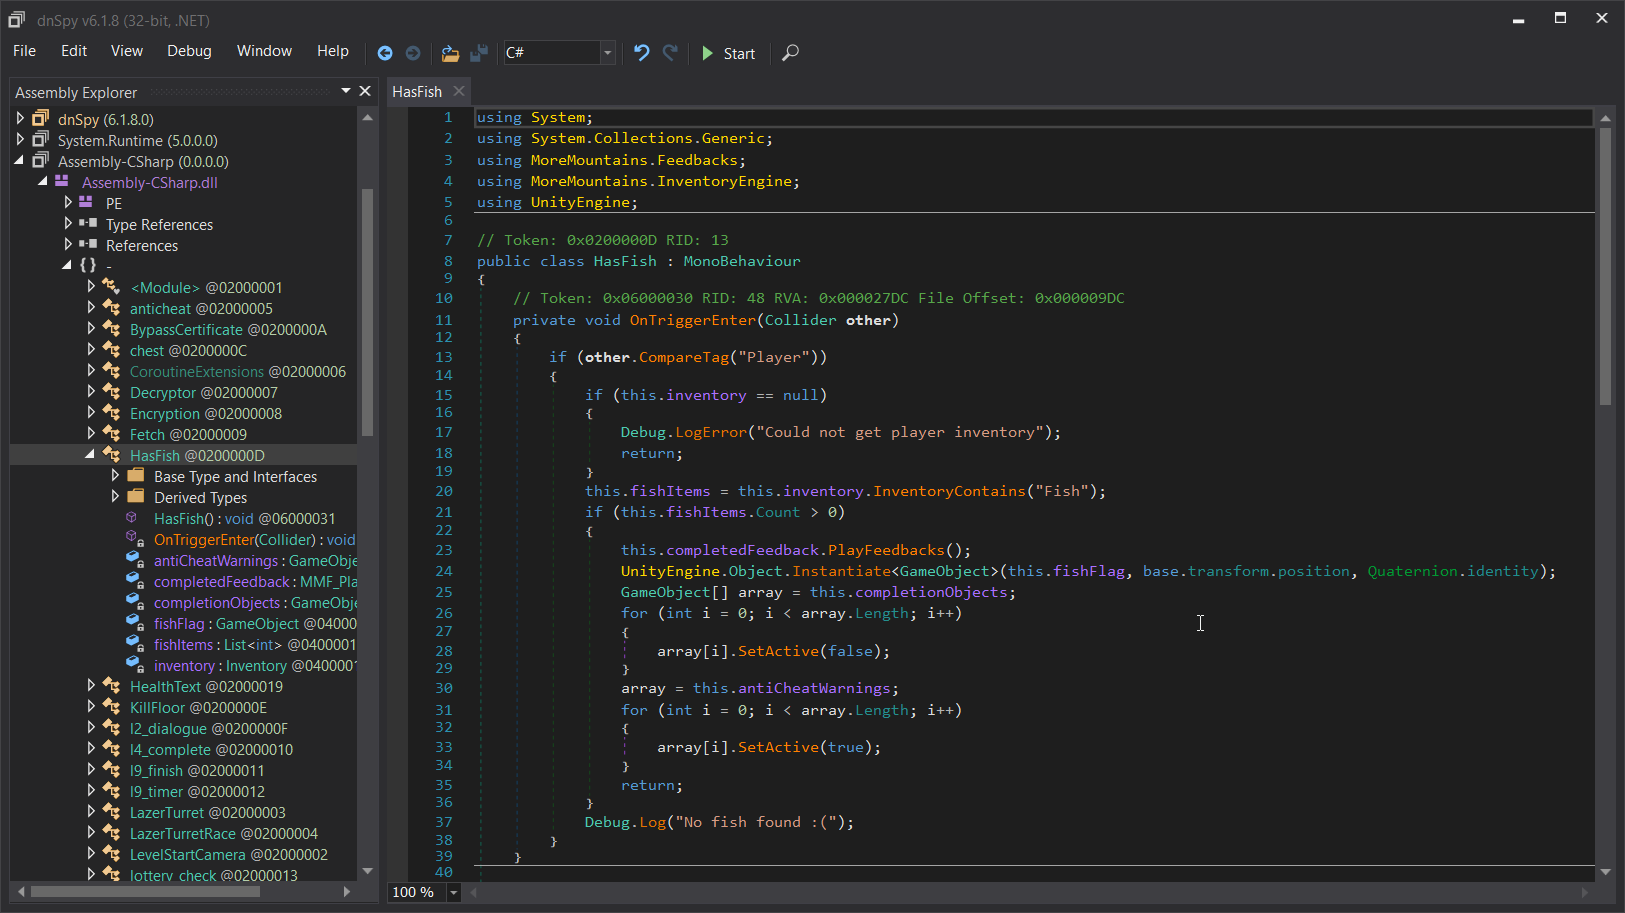 dnSpy v6.1.8 (32-bit, .NET)
File Edit View Debug Window Help C# Start
Assembly Explorer
dnSpy (6.1.8.0)
System.Runtime (5.0.0.0)
Assembly-CSharp (0.0.0.0)
Assembly-CSharp.dll
PE
Type References
References
{} -
<Module> @02000001
anticheat @02000005
BypassCertificate @0200000A
chest @0200000C
CoroutineExtensions @02000006
Decryptor @02000007
Encryption @02000008
Fetch @02000009
HasFish @0200000D
Base Type and Interfaces
Derived Types
HasFish() : void @06000031
OnTriggerEnter(Collider) : void
antiCheatWarnings : GameObje
completedFeedback : MMF_Pla
completionObjects : GameObje
fishFlag : GameObject @0400
fishItems : List<int> @0400001
inventory : Inventory @0400001
HealthText @02000019
KillFloor @0200000E
l2_dialogue @0200000F
l4_complete @02000010
l9_finish @02000011
l9_timer @02000012
LazerTurret @02000003
LazerTurretRace @02000004
LevelStartCamera @02000002
lottery_check @02000013
HasFish
1 using System;
2 using System.Collections.Generic;
3 using MoreMountains.Feedbacks;
4 using MoreMountains.InventoryEngine;
5 using UnityEngine;
6
7 // Token: 0x0200000D RID: 13
8 public class HasFish : MonoBehaviour
9 {
10 // Token: 0x06000030 RID: 48 RVA: 0x000027DC File Offset: 0x000009DC
11 private void OnTriggerEnter(Collider other)
12 {
13 if (other.CompareTag("Player"))
14 {
15 if (this.inventory == null)
16 {
17 Debug.LogError("Could not get player inventory");
18 return;
19 }
20 this.fishItems = this.inventory.InventoryContains("Fish");
21 if (this.fishItems.Count > 0)
22 {
23 this.completedFeedback.PlayFeedbacks();
24 UnityEngine.Object.Instantiate<GameObject>(this.fishFlag, base.transform.position, Quaternion.identity);
25 GameObject[] array = this.completionObjects;
26 for (int i = 0; i < array.Length; i++)
27 {
28 array[i].SetActive(false);
29 }
30 array = this.antiCheatWarnings;
31 for (int i = 0; i < array.Length; i++)
32 {
33 array[i].SetActive(true);
34 }
35 return;
36 }
37 Debug.Log("No fish found :(");
38 }
39 }
40
100 %